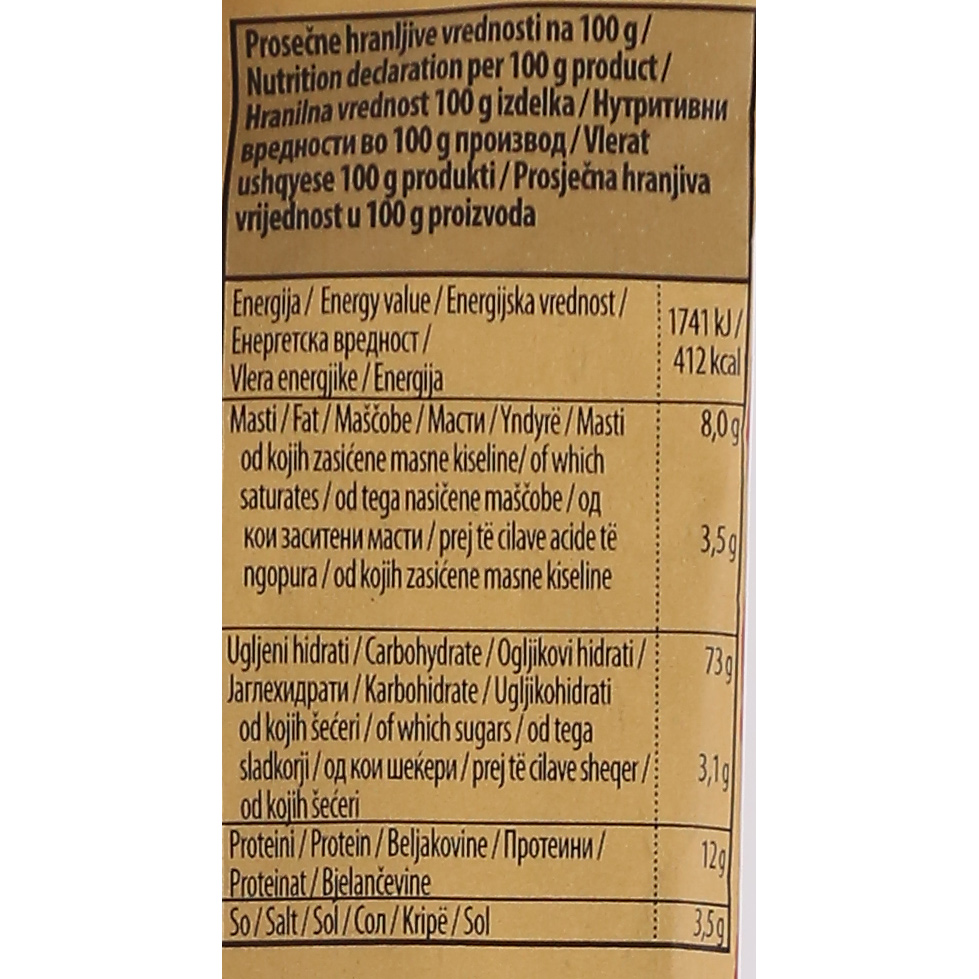 Prosečne hranljive vrednosti na 100 g /
Nutrition declaration per 100 g product /
Hranilna vrednost 100 g izdelka / Нутритивни
вредности во 100 g производ / Vlerat
ushqyese 100 g produkti / Prosječna hranjiva
vrijednost u 100 g proizvoda
Energija / Energy value / Energijska vrednost /
Енергетска вредност /
Vlera energjike / Energija
1741 kJ /
412 kcal
Masti / Fat / Maščobe / Масти / Yndyrë / Masti
8,0 g
od kojih zasićene masne kiseline/ of which
saturates / od tega nasičene maščobe / од
кои заситени масти / prej të cilave acide të
3,5 g
ngopura / od kojih zasićene masne kiseline
Ugljeni hidrati / Carbohydrate / Ogljikovi hidrati /
73 g
Јаглехидрати / Karbohidrate / Ugljikohidrati
od kojih šećeri / of which sugars / od tega
sladkorji / од кои шеќери / prej të cilave sheqer /
3,1 g
od kojih šećeri
Proteini / Protein / Beljakovine / Протеини /
12 g
Proteinat / Bjelančevine
So / Salt / Sol / Сол / Kripë / Sol
3,5 g